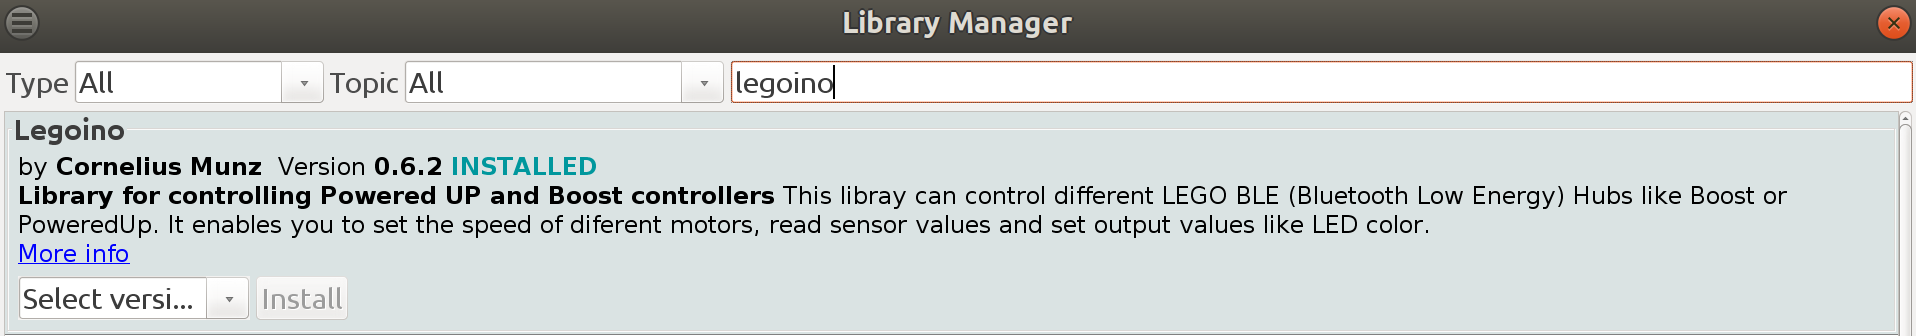 Library Manager
Type All Topic All legoino
Legoino
by Cornelius Munz Version 0.6.2 INSTALLED
Library for controlling Powered UP and Boost controllers This libray can control different LEGO BLE (Bluetooth Low Energy) Hubs like Boost or
PoweredUp. It enables you to set the speed of diferent motors, read sensor values and set output values like LED color.
More info
Select versi... Install